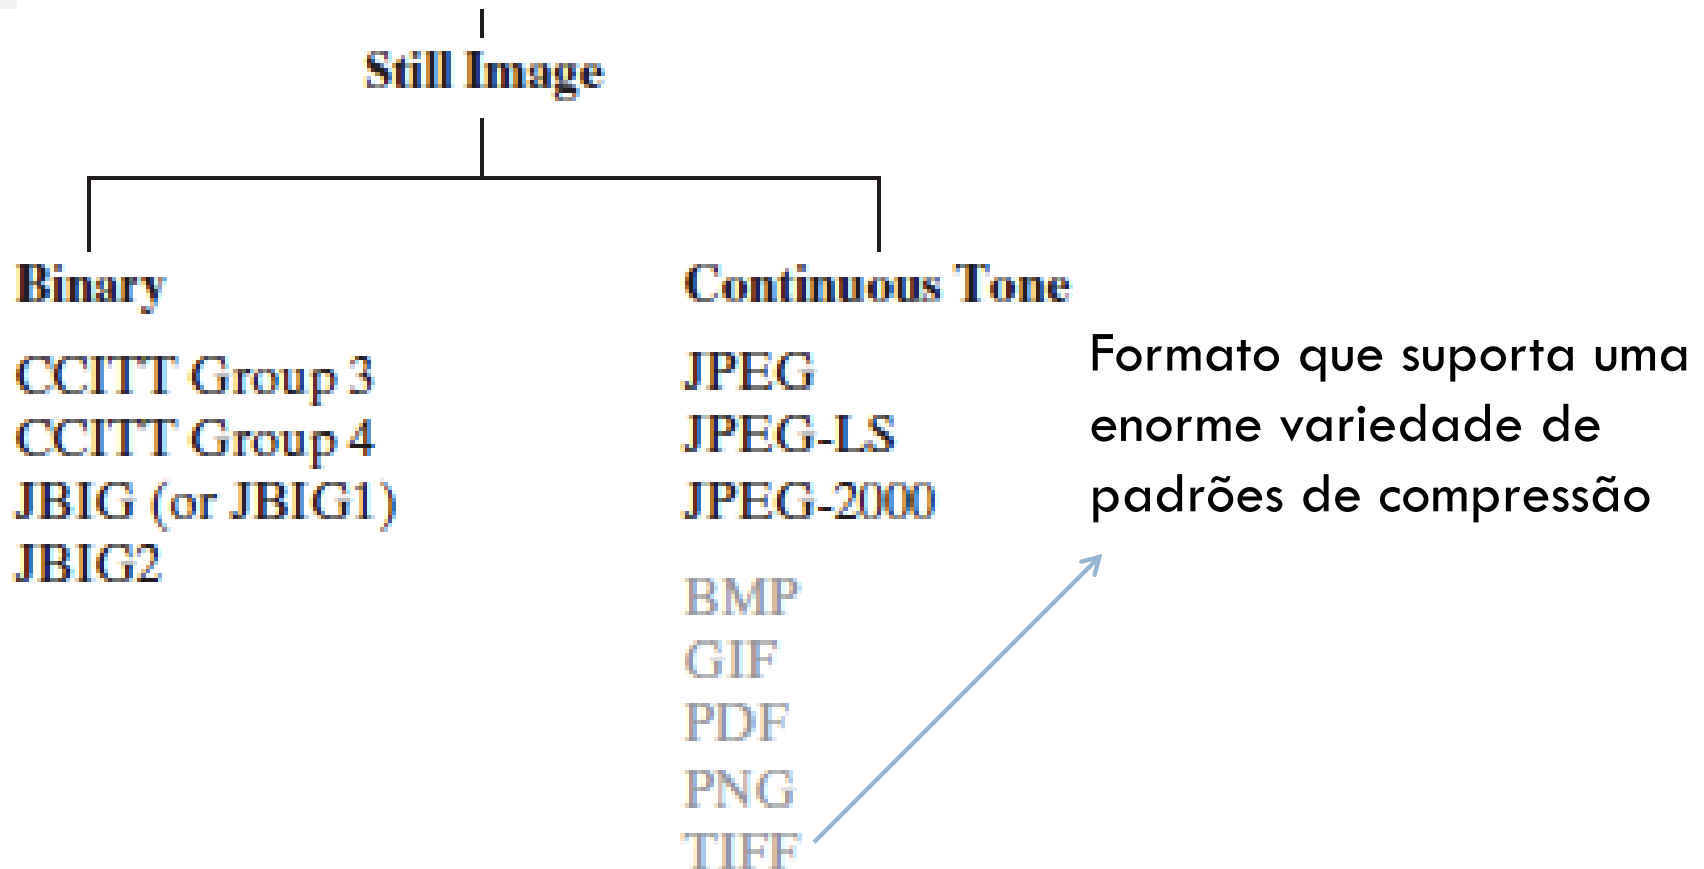 Still Image
Binary
CCITT Group 3
CCITT Group 4
JBIG (or JBIG1)
JBIG2
Continuous Tone
JPEG
JPEG-LS
JPEG-2000
BMP
GIF
PDF
PNG
TIFF
Formato que suporta uma
enorme variedade de
padrões de compressão